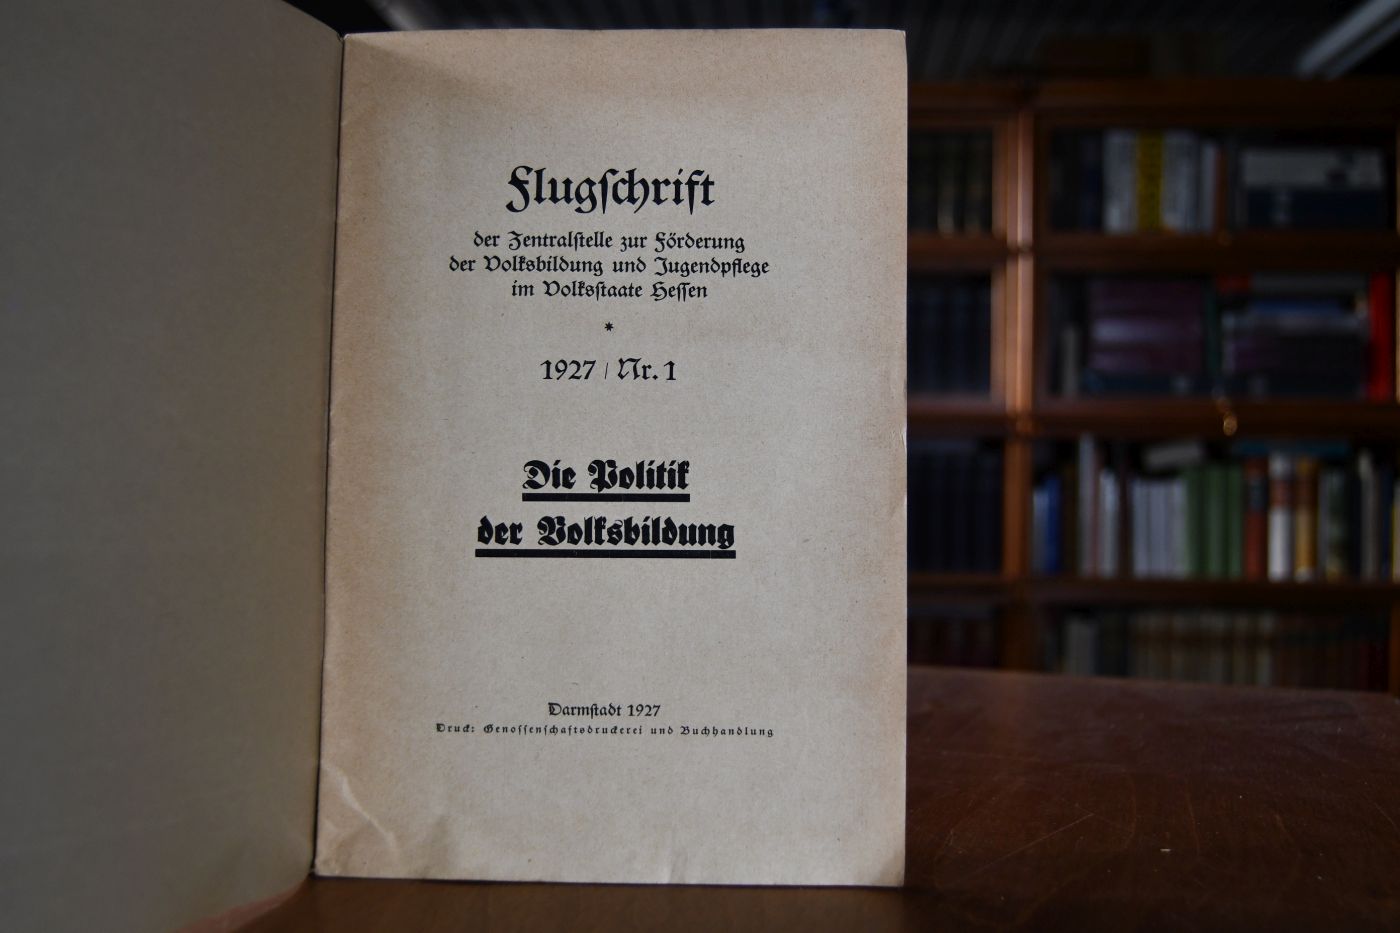 Flugſchrift
der Zentralſtelle zur Förderung
der Volksbildung und Jugendpflege
im Volksſtaate Heſſen
*
1927 / Nr. 1
Die Politik
der Volksbildung
Darmſtadt 1927
Druck: Genoſſenſchaftsdruckerei und Buchhandlung